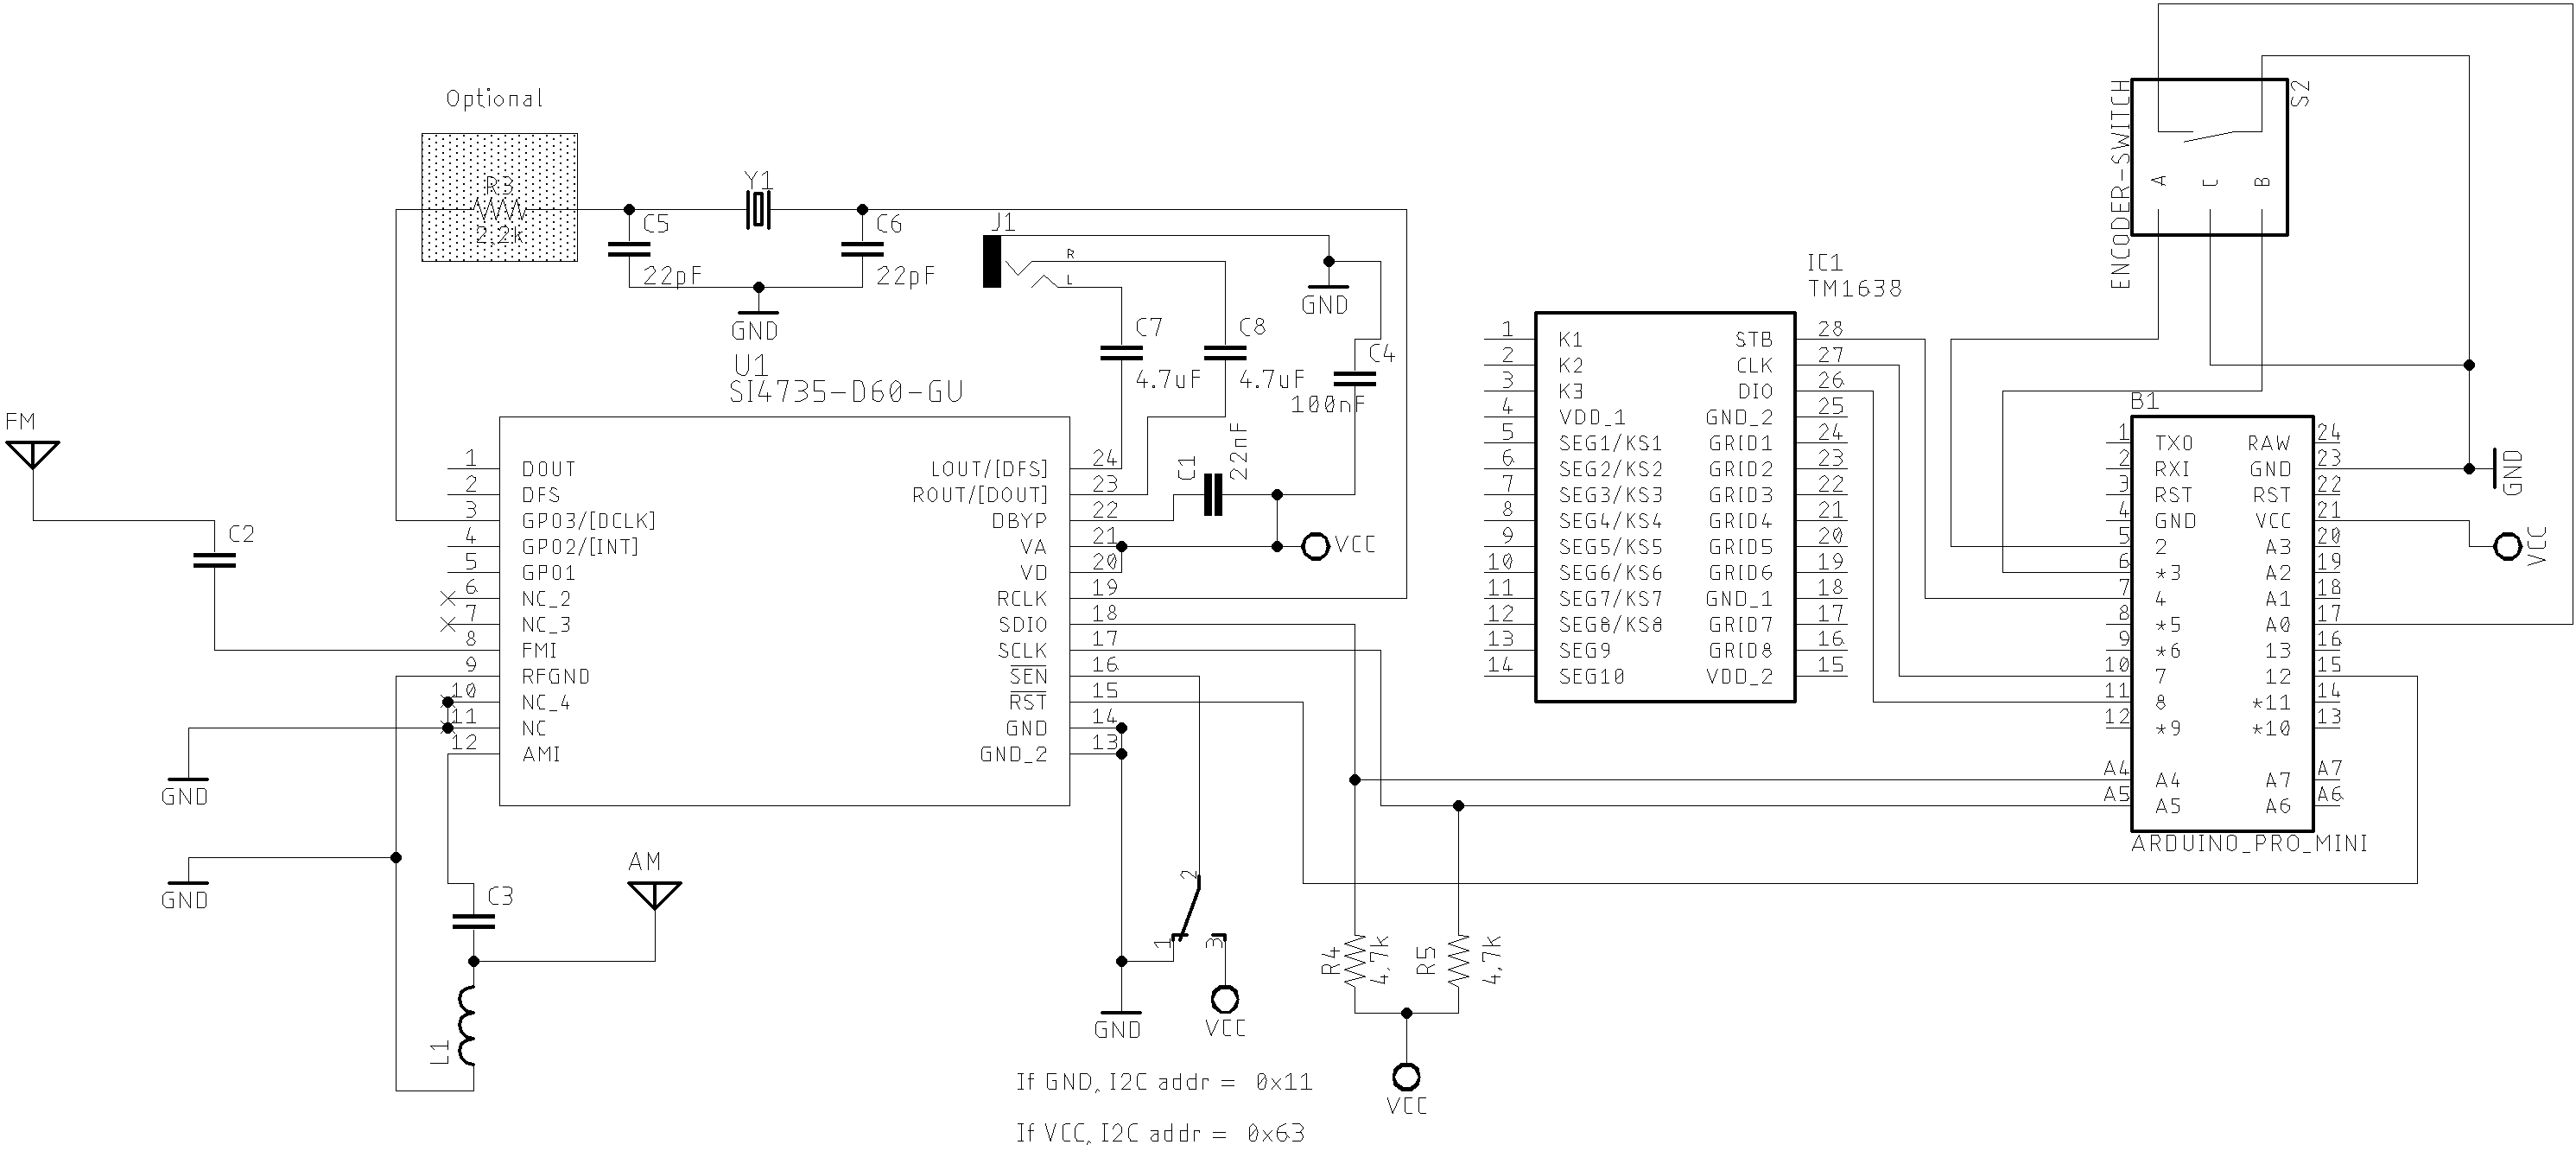 Optional
R3
2.2k
C5
22pF
Y1
C6
22pF
GND
J1
R
L
GND
C7
4.7uF
C8
4.7uF
C4
100nF
C1
22nF
VCC
U1
SI4735-D60-GU
1 DOUT
2 DFS
3 GPO3/[DCLK]
4 GPO2/[INT]
5 GPO1
6 NC_2
7 NC_3
8 FMI
9 RFGND
10 NC_4
11 NC
12 AMI
LOUT/[DFS] 24
ROUT/[DOUT] 23
DBYP 22
VA 21
VD 20
RCLK 19
SDIO 18
SCLK 17
SEN 16
RST 15
GND 14
GND_2 13
FM
C2
GND
GND
C3
AM
L1
2
1
3
GND
VCC
If GND, I2C addr = 0x11
If VCC, I2C addr = 0x63
R4
4,7k
R5
4,7k
VCC
IC1
TM1638
1 K1
2 K2
3 K3
4 VDD_1
5 SEG1/KS1
6 SEG2/KS2
7 SEG3/KS3
8 SEG4/KS4
9 SEG5/KS5
10 SEG6/KS6
11 SEG7/KS7
12 SEG8/KS8
13 SEG9
14 SEG10
STB 28
CLK 27
DIO 26
GND_2 25
GRID1 24
GRID2 23
GRID3 22
GRID4 21
GRID5 20
GRID6 19
GND_1 18
GRID7 17
GRID8 16
VDD_2 15
ENCODER-SWITCH
S2
A
C
B
B1
1 TXO
2 RXI
3 RST
4 GND
5 2
6 *3
7 4
8 *5
9 *6
10 7
11 8
12 *9
A4 A4
A5 A5
RAW 24
GND 23
RST 22
VCC 21
A3 20
A2 19
A1 18
A0 17
13 16
12 15
*11 14
*10 13
A7 A7
A6 A6
ARDUINO_PRO_MINI
GND
VCC